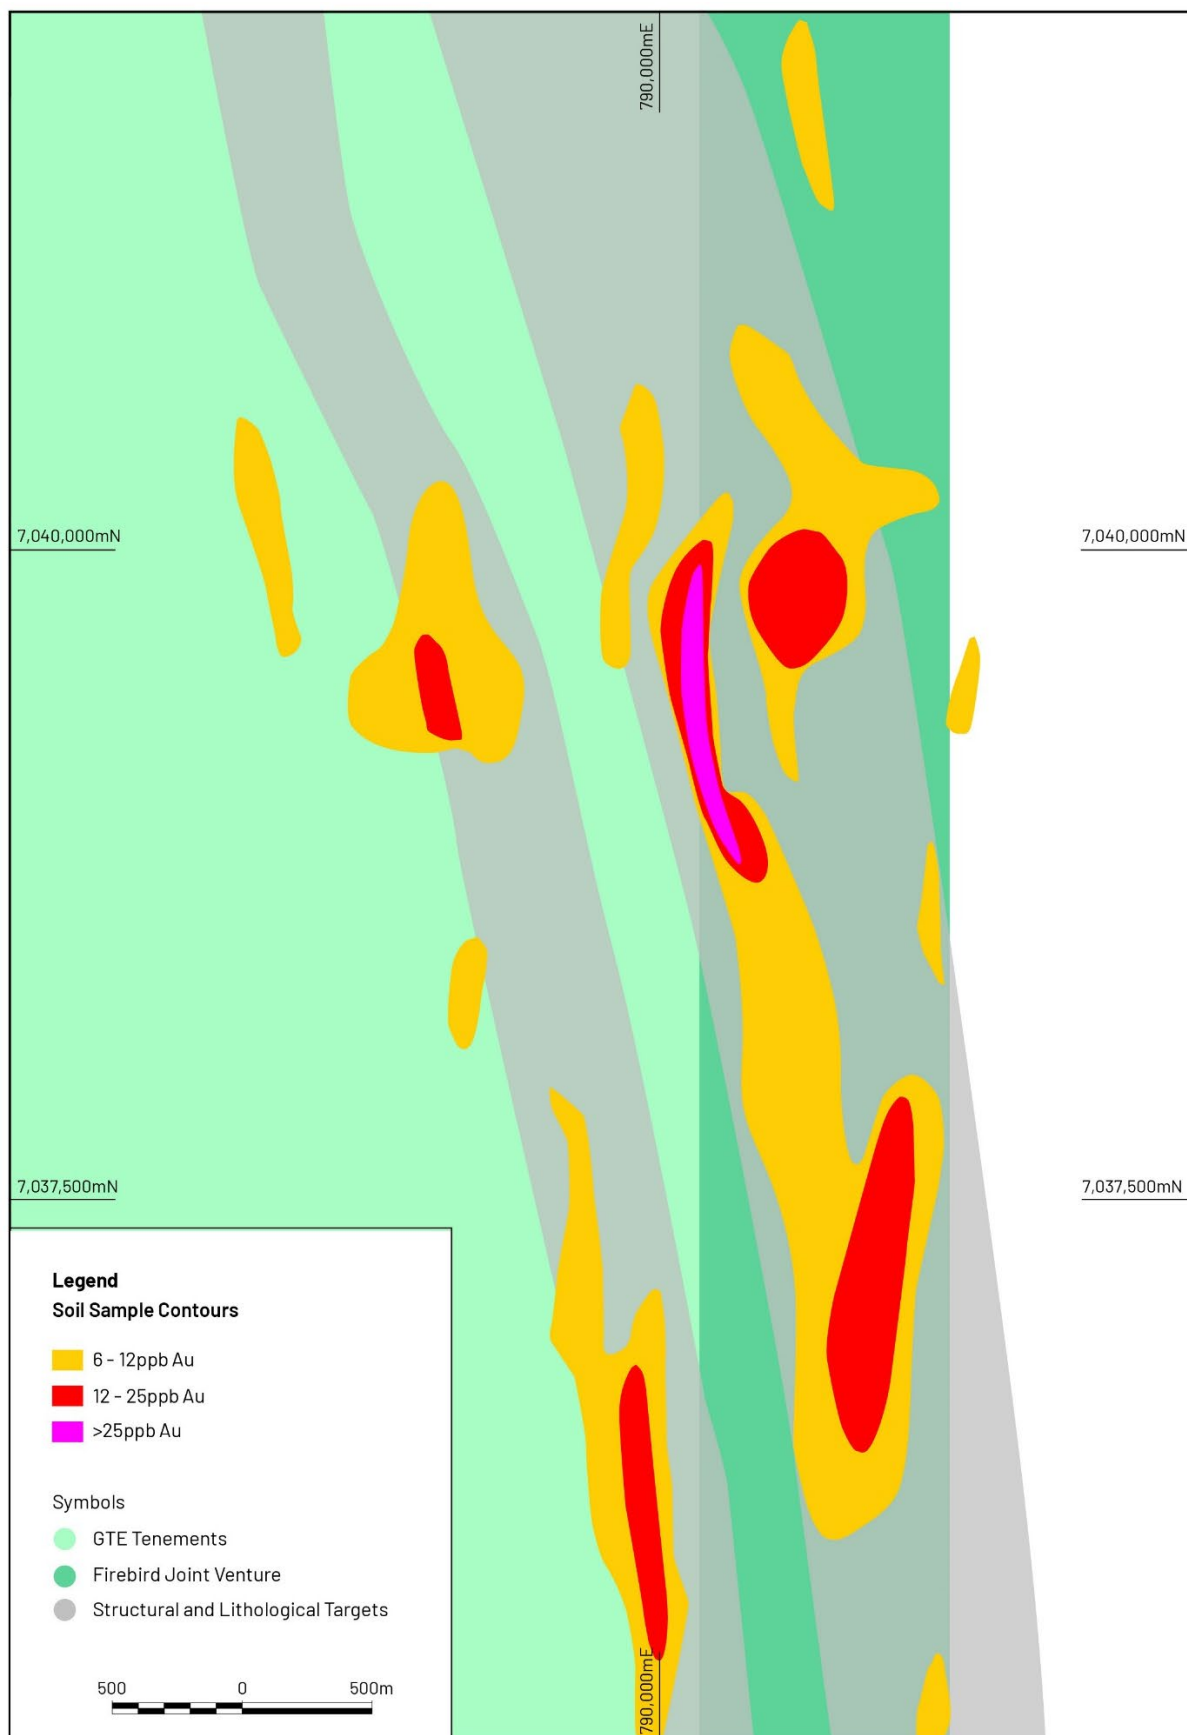 790,000mE
7,040,000mN
7,040,000mN
7,037,500mN
7,037,500mN
Legend
Soil Sample Contours
6 - 12ppb Au
12 - 25ppb Au
>25ppb Au
Symbols
GTE Tenements
Firebird Joint Venture
Structural and Lithological Targets
500 0 500m
790,000mE